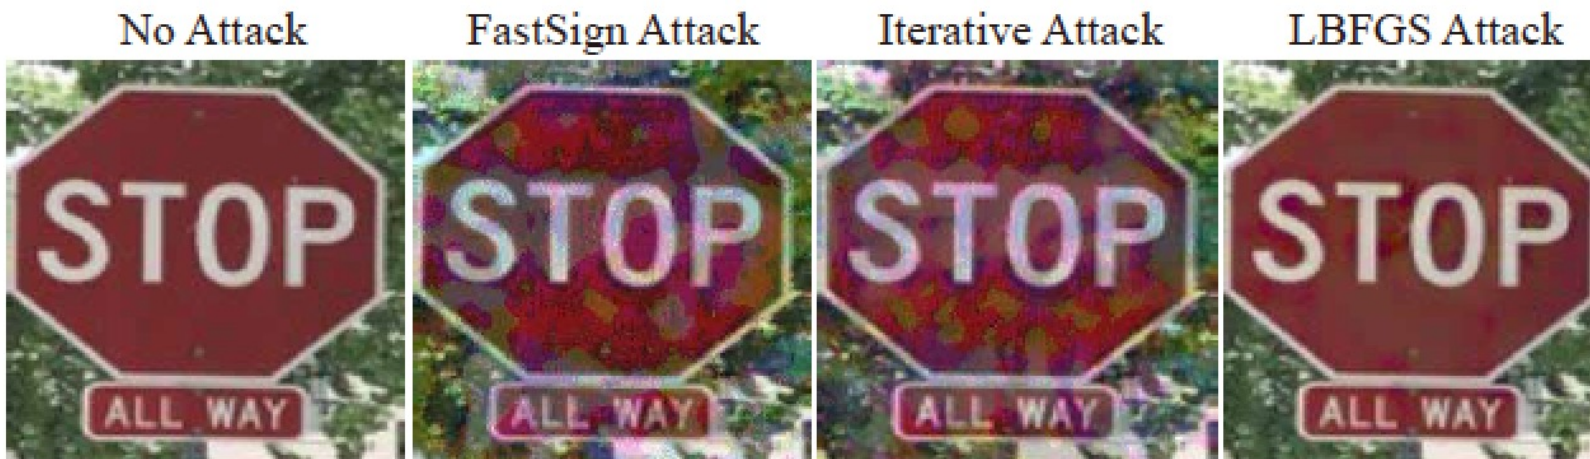 No Attack
FastSign Attack
Iterative Attack
LBFGS Attack
STOP
ALL WAY
STOP
ALL WAY
STOP
ALL WAY
STOP
ALL WAY